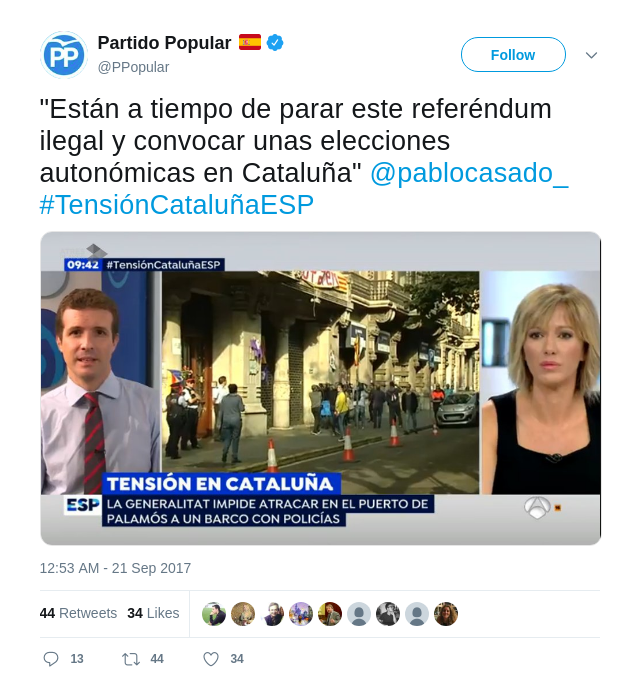 PP
Partido Popular
@PPopular
Follow
"Están a tiempo de parar este referéndum
ilegal y convocar unas elecciones
autonómicas en Cataluña" @pablocasado_
#TensiónCataluñaESP
09:42 #TensiónCataluñaESP
TENSIÓN EN CATALUÑA
ESP
LA GENERALITAT IMPIDE ATRACAR EN EL PUERTO DE
PALAMÓS A UN BARCO CON POLICÍAS
12:53 AM - 21 Sep 2017
44 Retweets 34 Likes
13 44 34